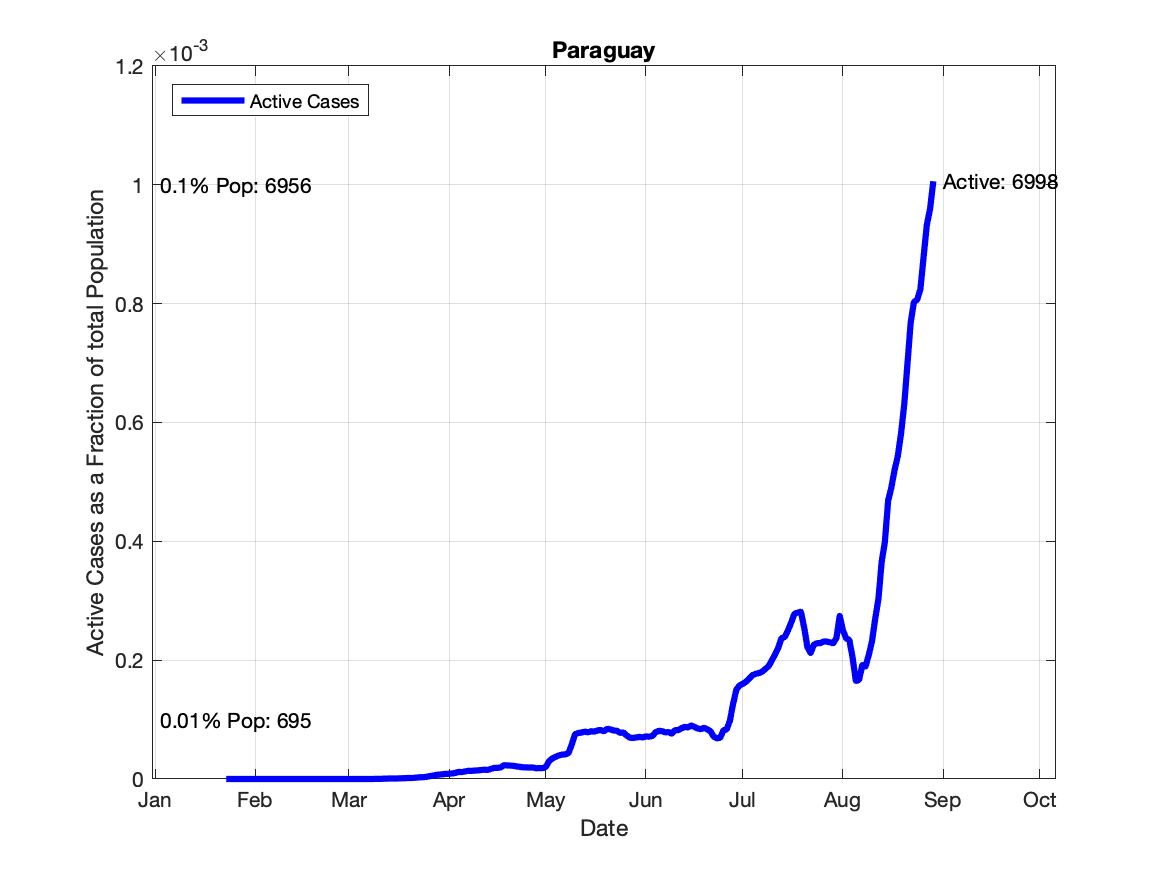 Paraguay
×10-3
1.2
1
0.8
0.6
0.4
0.2
0
Active Cases
0.1% Pop: 6956
Active: 6998
0.01% Pop: 695
Active Cases as a Fraction of total Population
Jan Feb Mar Apr May Jun Jul Aug Sep Oct
Date